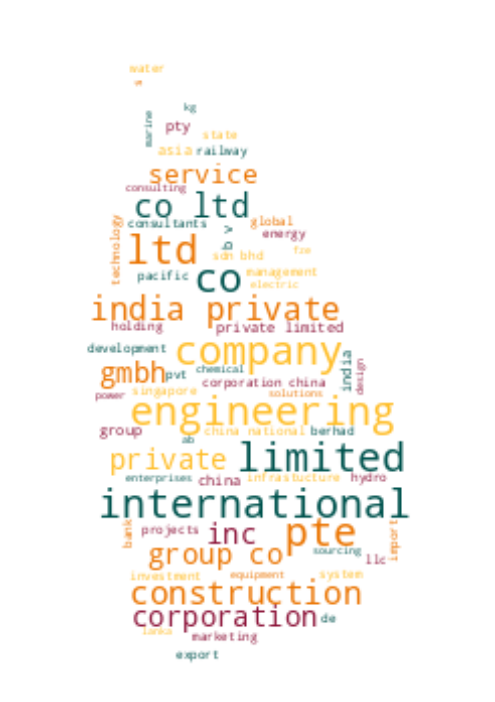 water
s
kg
marine
pty
state
asia railway
service
consulting
co ltd
consultants
global
technology
b v
energy
ltd
sdn bhd
fze
pacific
co
management
electric
india private
holding
private limited
development
company
india
design
gmbh
pvt
chemical
corporation china
power
singapore
solutions
engineering
group
china national
berhad
ab
private
limited
enterprises
china
infrastucture
hydro
international
bank
projects
inc
pte
import
group co
sourcing
llc
investment
equipment
system
construction
corporation
de
lanka
marketing
export